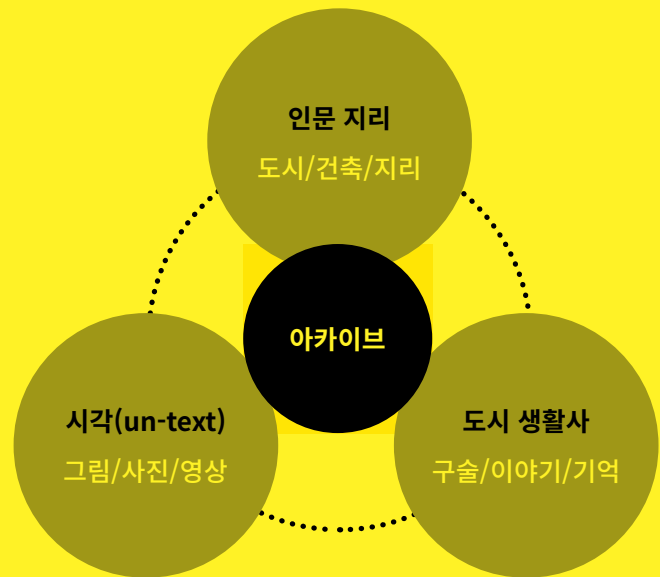 인문 지리
도시/건축/지리
아카이브
시각(un-text)
그림/사진/영상
도시 생활사
구술/이야기/기억